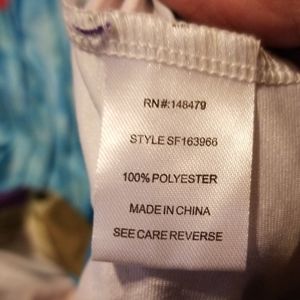 RN#:148479
STYLE SF163966
100% POLYESTER
MADE IN CHINA
SEE CARE REVERSE